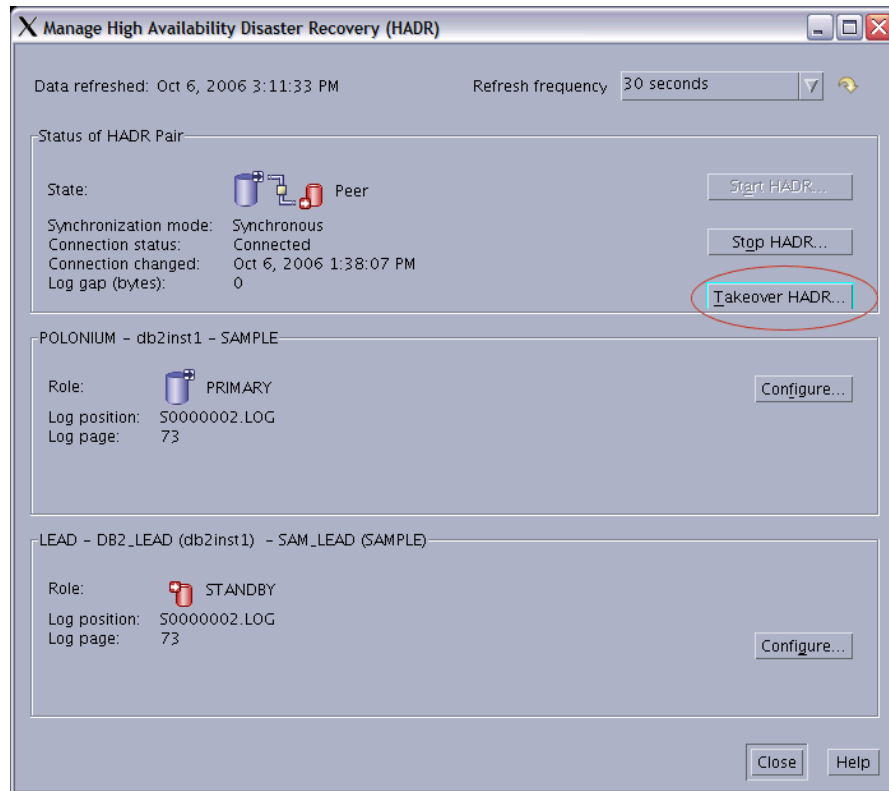 X Manage High Availability Disaster Recovery (HADR)
Data refreshed: Oct 6, 2006 3:11:33 PM
Refresh frequency 30 seconds
Status of HADR Pair
State: Peer
Start HADR...
Synchronization mode: Synchronous
Connection status: Connected
Stop HADR...
Connection changed: Oct 6, 2006 1:38:07 PM
Log gap (bytes): 0
Takeover HADR...
POLONIUM - db2inst1 - SAMPLE
Role: PRIMARY
Configure...
Log position: S0000002.LOG
Log page: 73
LEAD - DB2_LEAD (db2inst1) - SAM_LEAD (SAMPLE)
Role: STANDBY
Log position: S0000002.LOG
Log page: 73
Configure...
Close Help